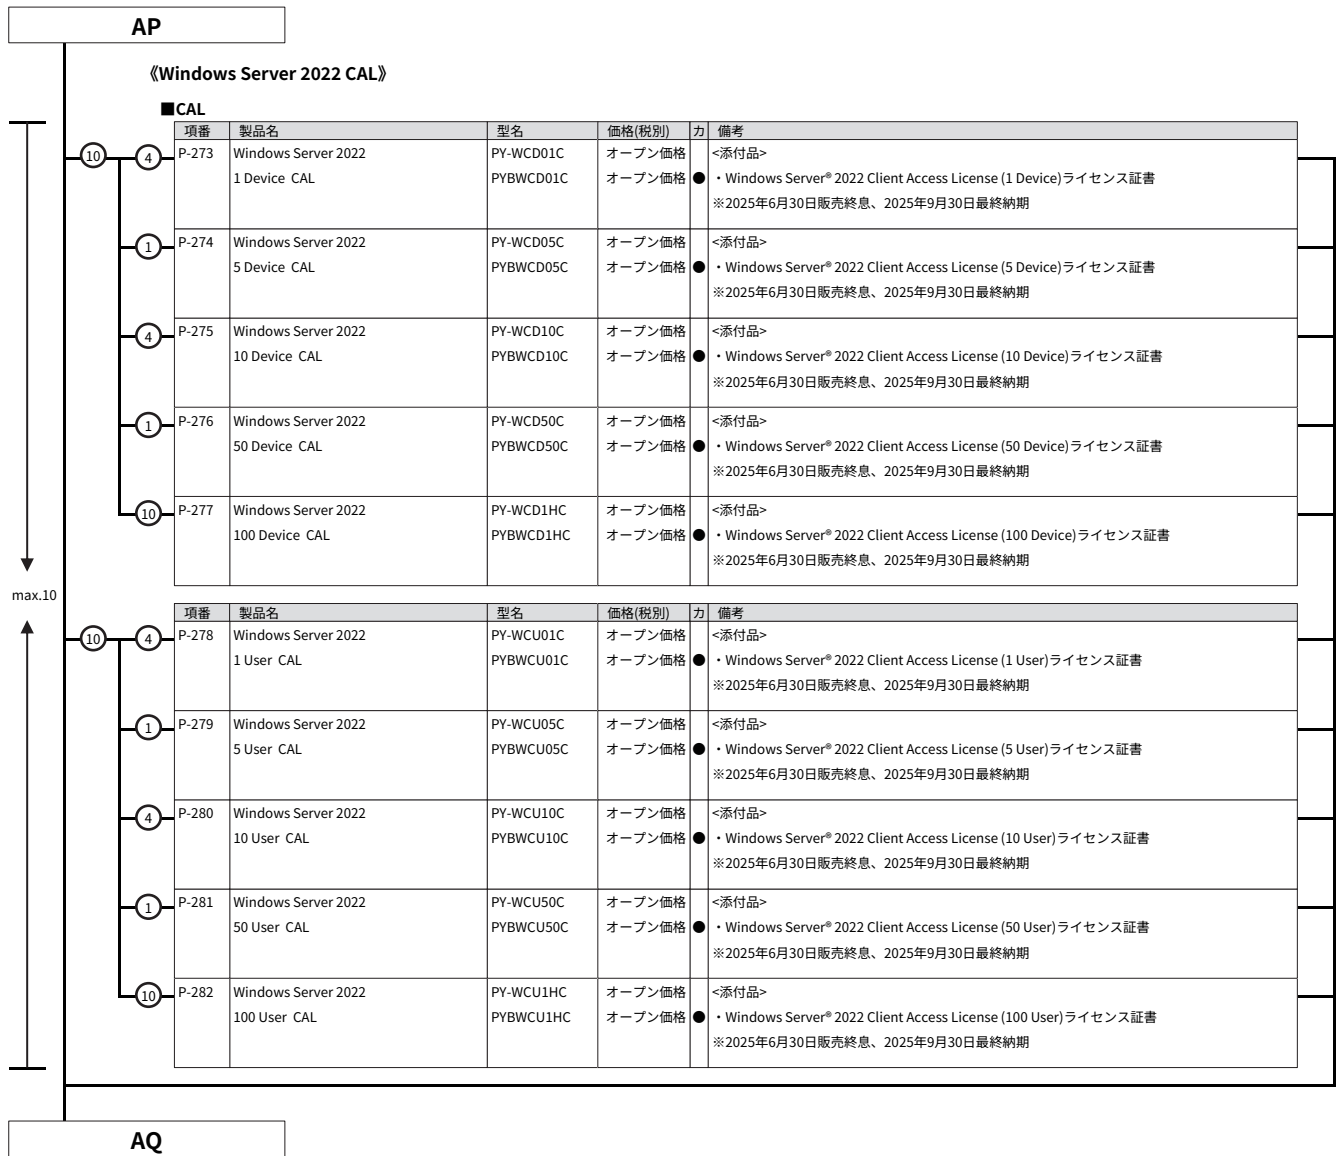 AP
《Windows Server 2022 CAL》
■CAL
項番 製品名 型名 価格(税別) カ 備考
10 4 P-273 Windows Server 2022 PY-WCD01C オープン価格 <添付品>
1 Device CAL PYBWCD01C オープン価格 ● ・Windows Server® 2022 Client Access License (1 Device)ライセンス証書
※2025年6月30日販売終息、2025年9月30日最終納期
1 P-274 Windows Server 2022 PY-WCD05C オープン価格 <添付品>
5 Device CAL PYBWCD05C オープン価格 ● ・Windows Server® 2022 Client Access License (5 Device)ライセンス証書
※2025年6月30日販売終息、2025年9月30日最終納期
4 P-275 Windows Server 2022 PY-WCD10C オープン価格 <添付品>
10 Device CAL PYBWCD10C オープン価格 ● ・Windows Server® 2022 Client Access License (10 Device)ライセンス証書
※2025年6月30日販売終息、2025年9月30日最終納期
1 P-276 Windows Server 2022 PY-WCD50C オープン価格 <添付品>
50 Device CAL PYBWCD50C オープン価格 ● ・Windows Server® 2022 Client Access License (50 Device)ライセンス証書
※2025年6月30日販売終息、2025年9月30日最終納期
10 P-277 Windows Server 2022 PY-WCD1HC オープン価格 <添付品>
100 Device CAL PYBWCD1HC オープン価格 ● ・Windows Server® 2022 Client Access License (100 Device)ライセンス証書
※2025年6月30日販売終息、2025年9月30日最終納期
max.10
項番 製品名 型名 価格(税別) カ 備考
10 4 P-278 Windows Server 2022 PY-WCU01C オープン価格 <添付品>
1 User CAL PYBWCU01C オープン価格 ● ・Windows Server® 2022 Client Access License (1 User)ライセンス証書
※2025年6月30日販売終息、2025年9月30日最終納期
1 P-279 Windows Server 2022 PY-WCU05C オープン価格 <添付品>
5 User CAL PYBWCU05C オープン価格 ● ・Windows Server® 2022 Client Access License (5 User)ライセンス証書
※2025年6月30日販売終息、2025年9月30日最終納期
4 P-280 Windows Server 2022 PY-WCU10C オープン価格 <添付品>
10 User CAL PYBWCU10C オープン価格 ● ・Windows Server® 2022 Client Access License (10 User)ライセンス証書
※2025年6月30日販売終息、2025年9月30日最終納期
1 P-281 Windows Server 2022 PY-WCU50C オープン価格 <添付品>
50 User CAL PYBWCU50C オープン価格 ● ・Windows Server® 2022 Client Access License (50 User)ライセンス証書
※2025年6月30日販売終息、2025年9月30日最終納期
10 P-282 Windows Server 2022 PY-WCU1HC オープン価格 <添付品>
100 User CAL PYBWCU1HC オープン価格 ● ・Windows Server® 2022 Client Access License (100 User)ライセンス証書
※2025年6月30日販売終息、2025年9月30日最終納期
AQ